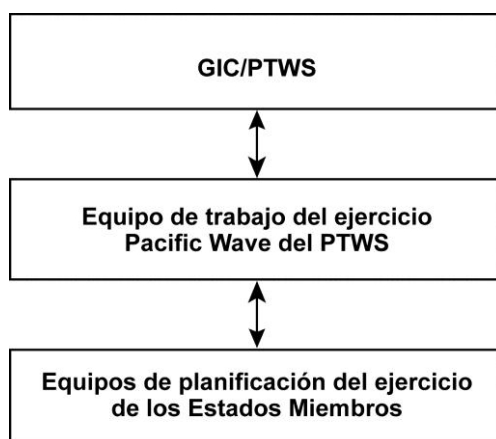 GIC/PTWS
Equipo de trabajo del ejercicio
Pacific Wave del PTWS
Equipos de planificación del ejercicio
de los Estados Miembros